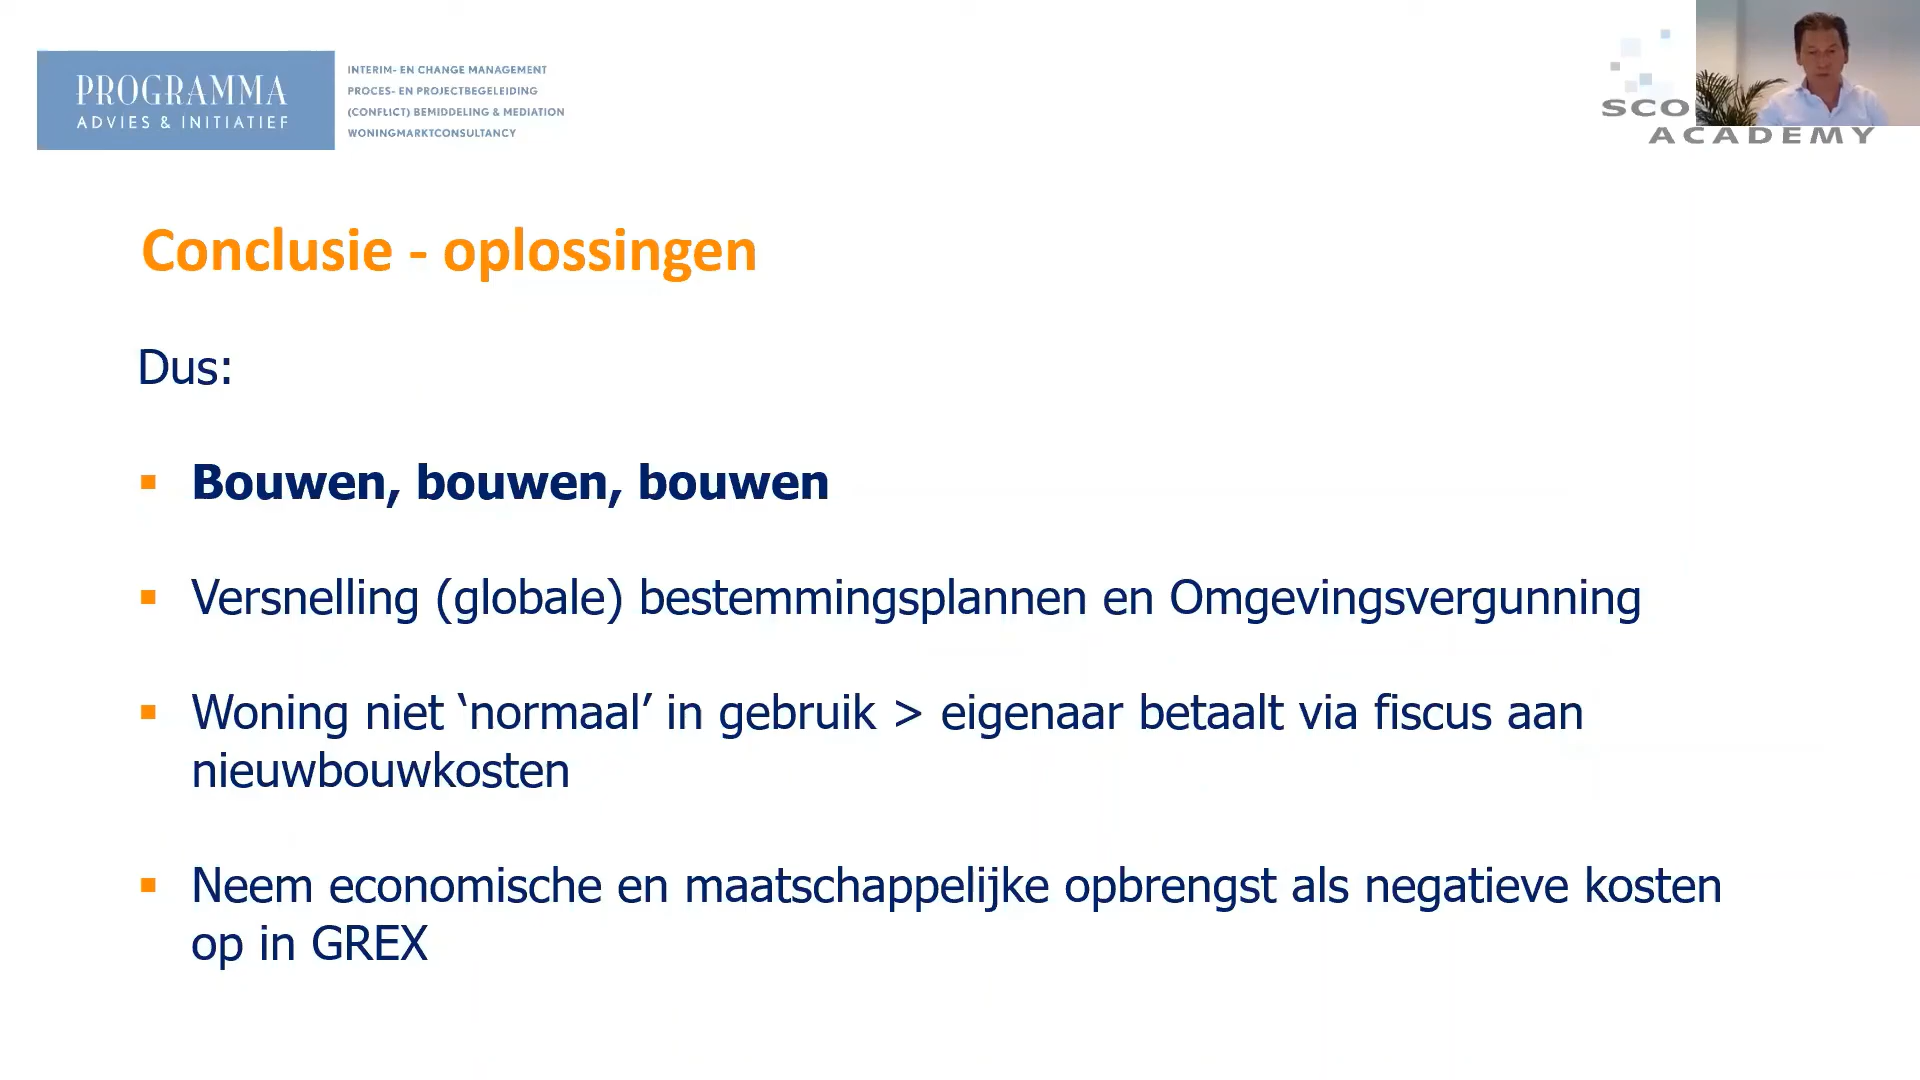 PROGRAMMA
ADVIES & INITIATIEF
INTERIM- EN CHANGE MANAGEMENT
PROCES- EN PROJECTBEGELEIDING
(CONFLICT) BEMIDDELING & MEDIATION
WONINGMARKTCONSULTANCY
SCO
ACADEMY
Conclusie - oplossingen
Dus:
Bouwen, bouwen, bouwen
Versnelling (globale) bestemmingsplannen en Omgevingsvergunning
Woning niet ‘normaal’ in gebruik > eigenaar betaalt via fiscus aan
nieuwbouwkosten
Neem economische en maatschappelijke opbrengst als negatieve kosten
op in GREX